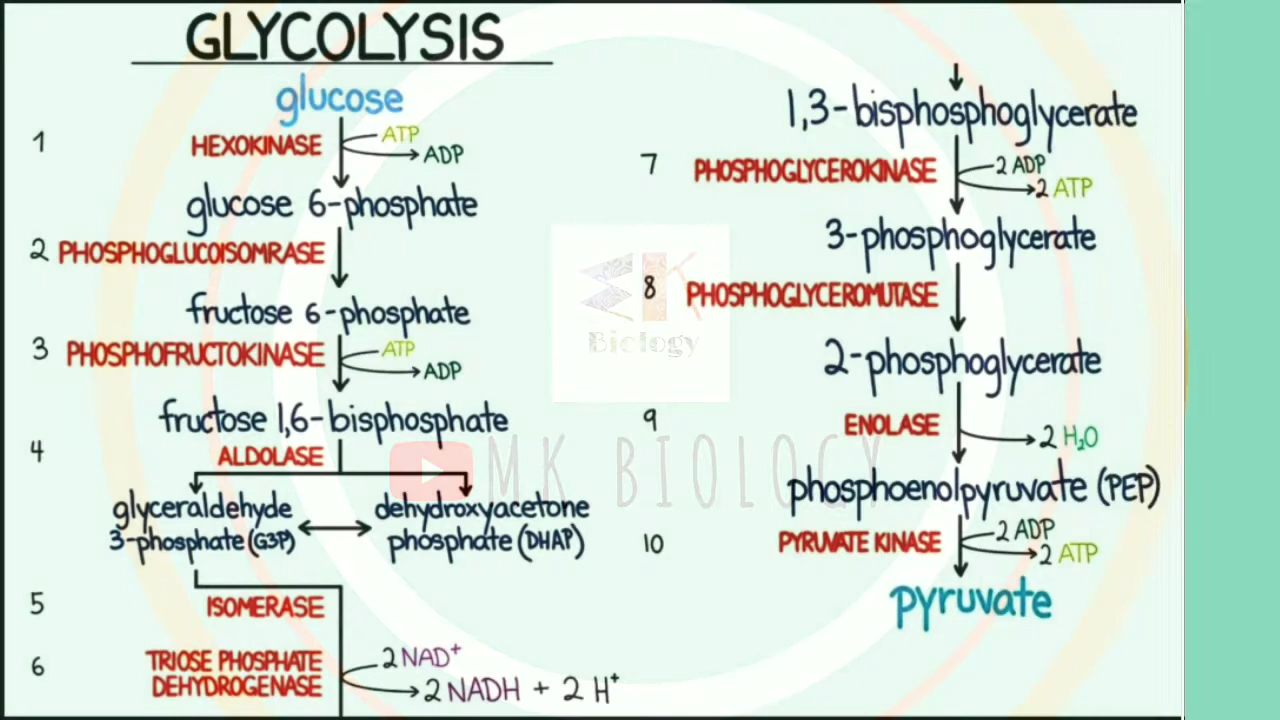 GLYCOLYSIS
glucose
1
HEXOKINASE
ATP
ADP
glucose 6-phosphate
2 PHOSPHOGLUCOISOMRASE
fructose 6-phosphate
3 PHOSPHOFRUCTOKINASE
ATP
ADP
fructose 1,6-bisphosphate
4
ALDOLASE
glyceraldehyde
3-phosphate (G3P)
dehydroxyacetone
phosphate (DHAP)
5
ISOMERASE
6
TRIOSE PHOSPHATE
DEHYDROGENASE
2 NAD⁺
2 NADH + 2 H⁺
1,3-bisphosphoglycerate
7
PHOSPHOGLYCEROKINASE
2 ADP
2 ATP
3-phosphoglycerate
8
PHOSPHOGLYCEROMUTASE
2-phosphoglycerate
9
ENOLASE
2 H₂O
phosphoenolpyruvate (PEP)
10
PYRUVATE KINASE
2 ADP
2 ATP
pyruvate
MK
Biology
MK BIOLOGY